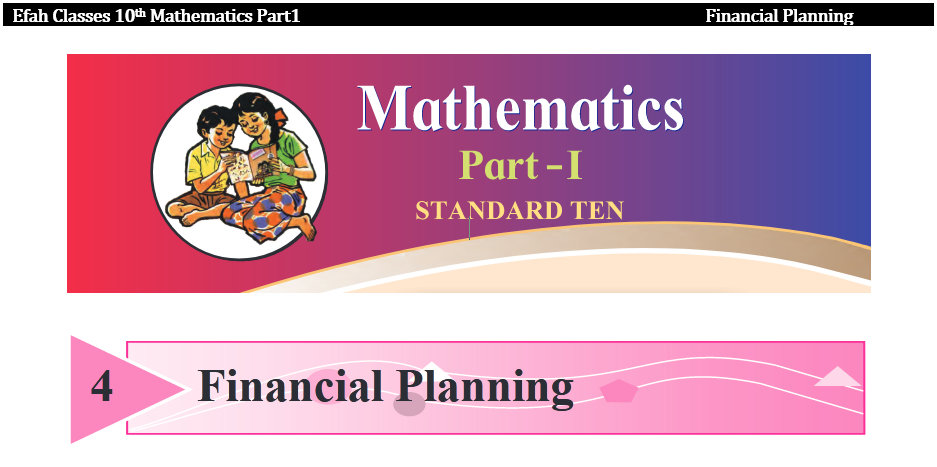 Efah Classes 10th Mathematics Part1 Financial Planning
Mathematics
Part - I
STANDARD TEN
4 Financial Planning